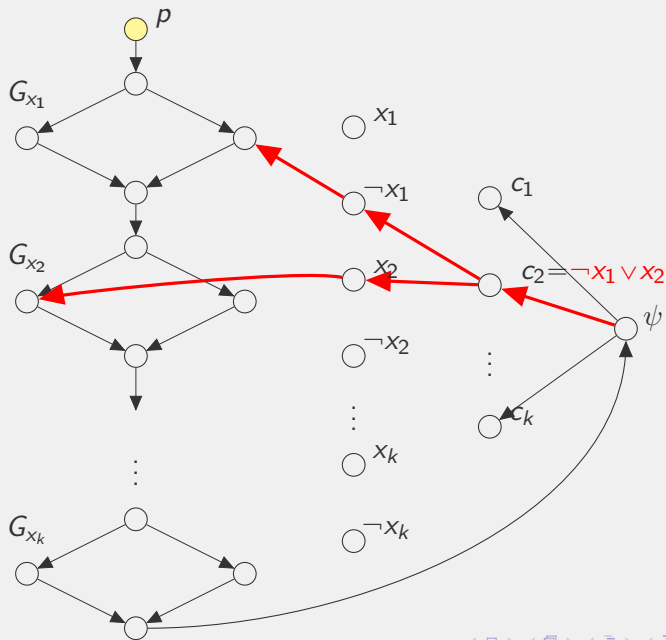 p
G_{x_1}
x_1
¬x_1
c_1
G_{x_2}
x_2
c_2 = ¬x_1 ∨ x_2
ψ
¬x_2
⋮
⋮
c_k
⋮
x_k
G_{x_k}
¬x_k